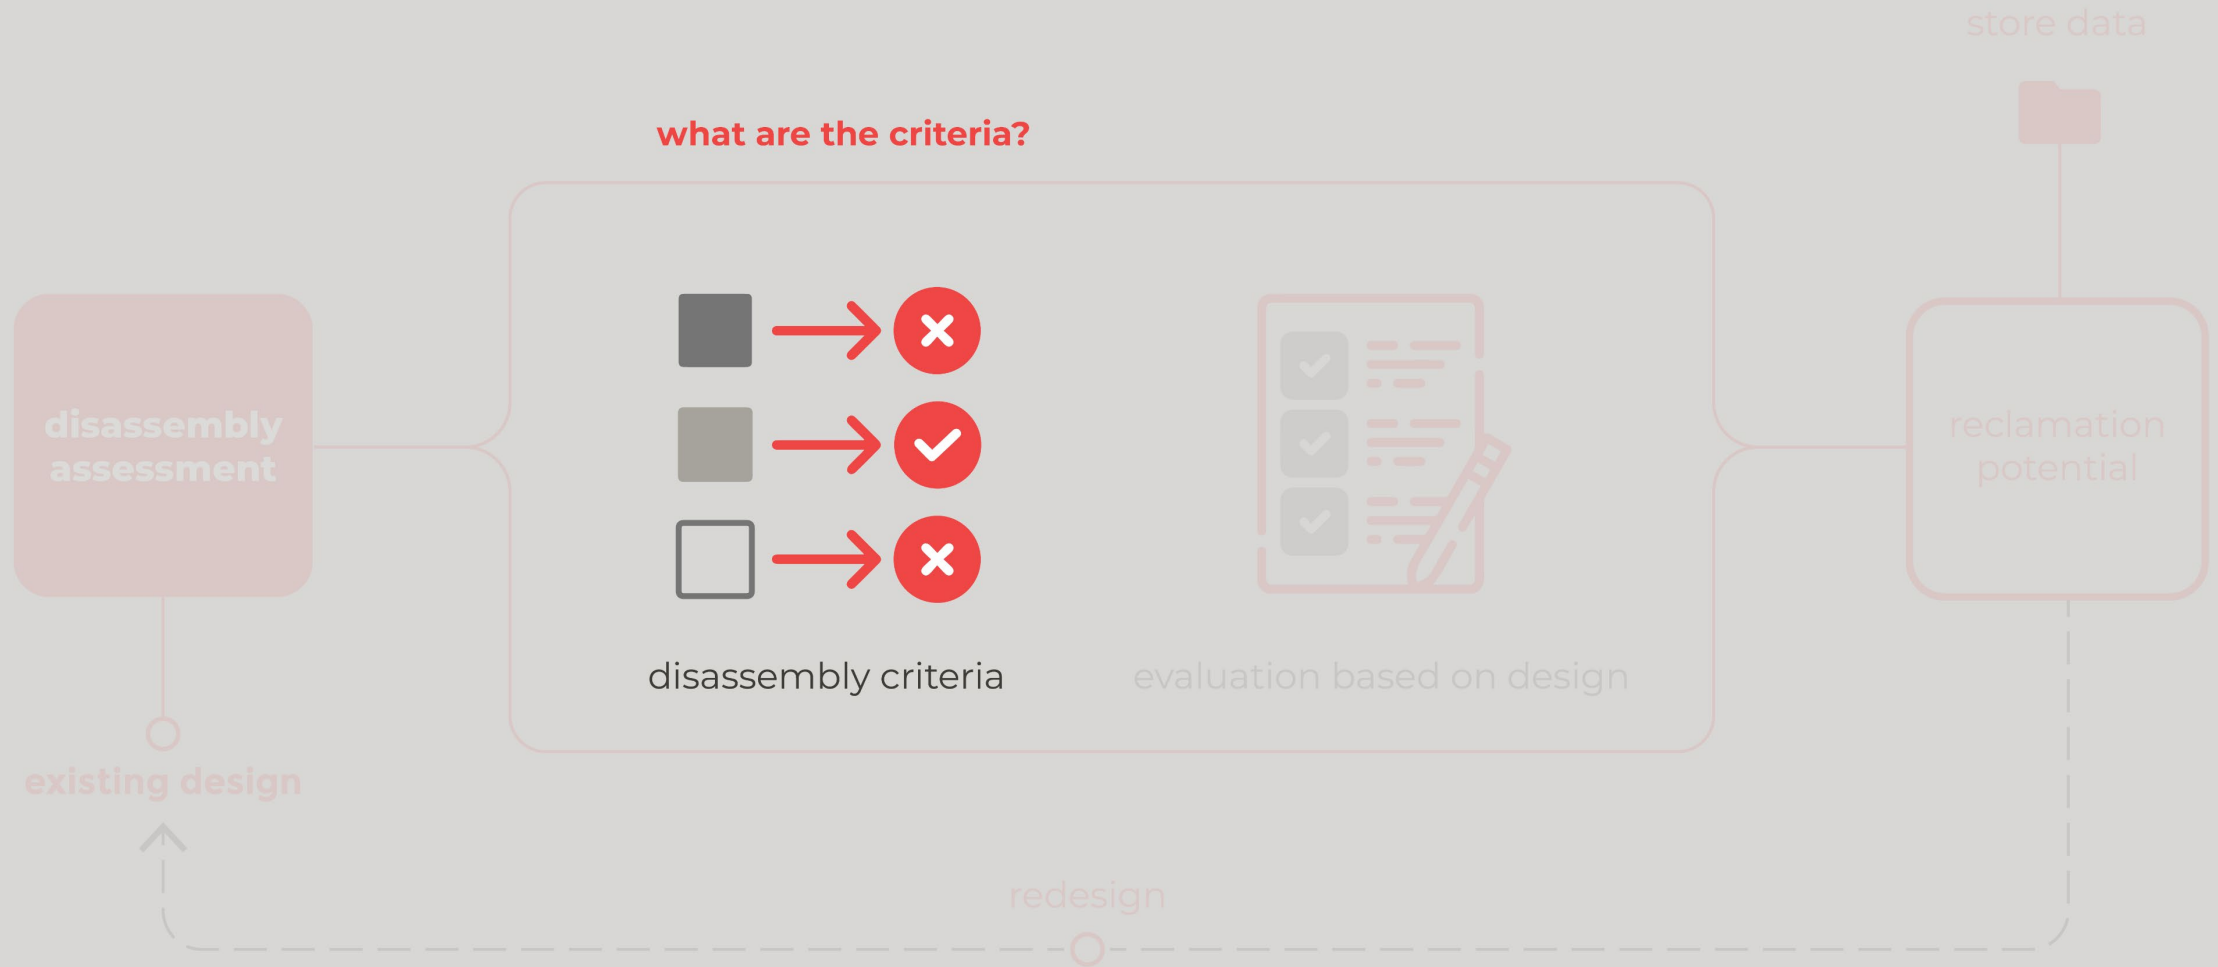 store data
what are the criteria?
disassembly
assessment
reclamation
potential
disassembly criteria
evaluation based on design
existing design
redesign